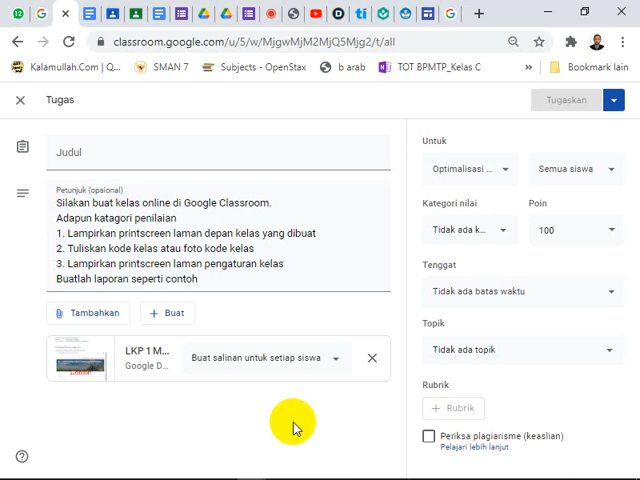 classroom.google.com/u/5/w/MjgwMjM2MjQ5Mjg2/t/all
Kalamullah.Com | Q... SMAN 7 Subjects - OpenStax b arab TOT BPMTP_Kelas C » Bookmark lain
Tugas Tugaskan
Judul
Petunjuk (opsional)
Silakan buat kelas online di Google Classroom.
Adapun katagori penilaian
1. Lampirkan printscreen laman depan kelas yang dibuat
2. Tuliskan kode kelas atau foto kode kelas
3. Lampirkan printscreen laman pengaturan kelas
Buatlah laporan seperti contoh
Tambahkan + Buat
LKP 1 M...
Google D...
Buat salinan untuk setiap siswa
Untuk
Optimalisasi ... Semua siswa
Kategori nilai Poin
Tidak ada k... 100
Tenggat
Tidak ada batas waktu
Topik
Tidak ada topik
Rubrik
+ Rubrik
Periksa plagiarisme (keaslian)
Pelajari lebih lanjut